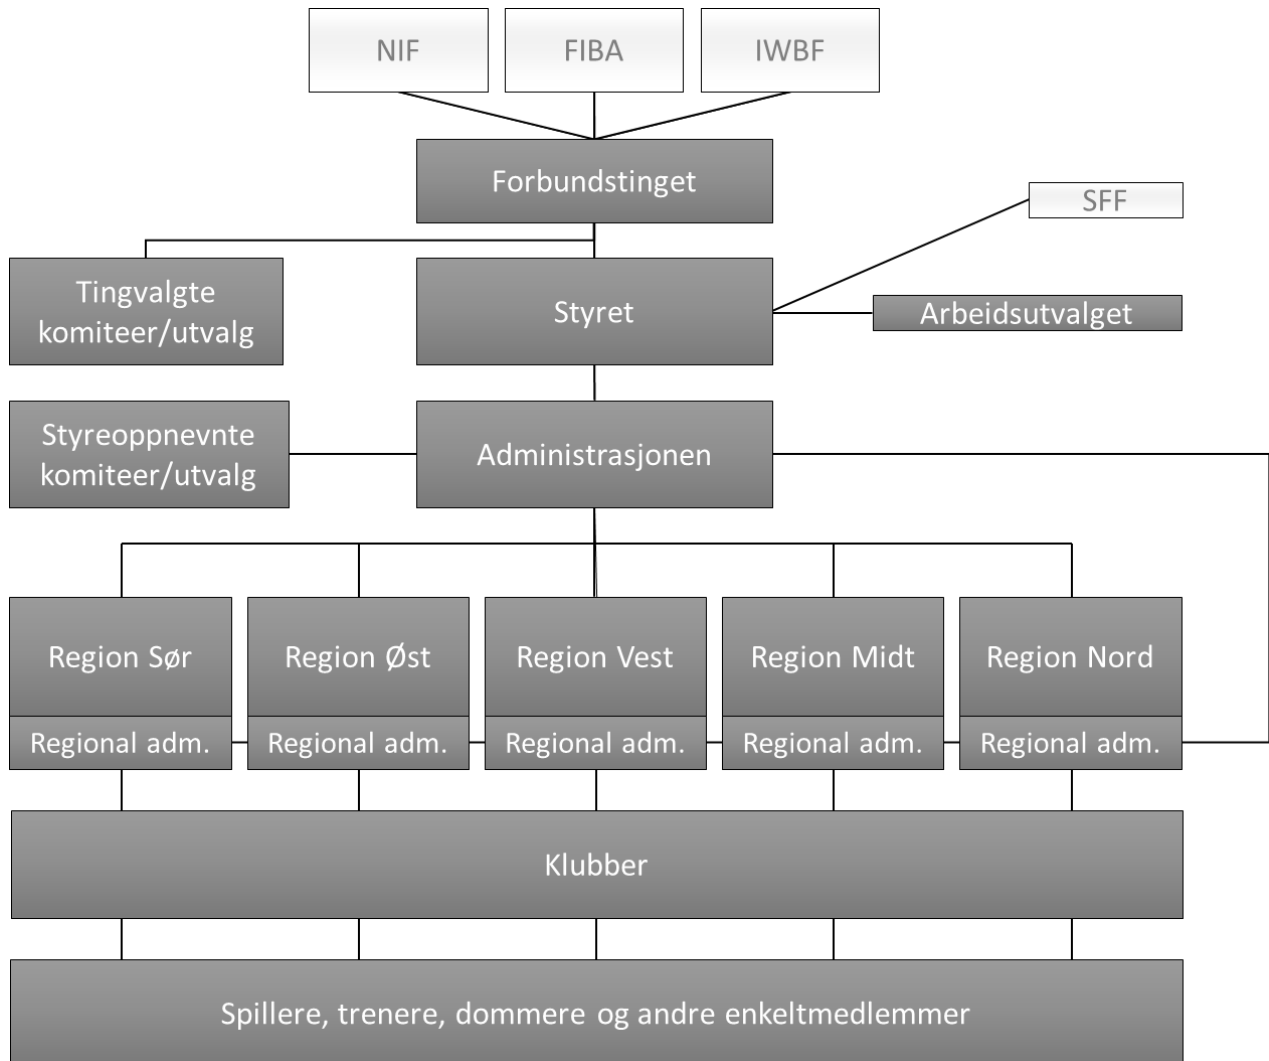 NIF
FIBA
IWBF
Forbundstinget
SFF
Tingvalgte
komiteer/utvalg
Styret
Arbeidsutvalget
Styreoppnevnte
komiteer/utvalg
Administrasjonen
Region Sør
Region Øst
Region Vest
Region Midt
Region Nord
Regional adm.
Regional adm.
Regional adm.
Regional adm.
Regional adm.
Klubber
Spillere, trenere, dommere og andre enkeltmedlemmer